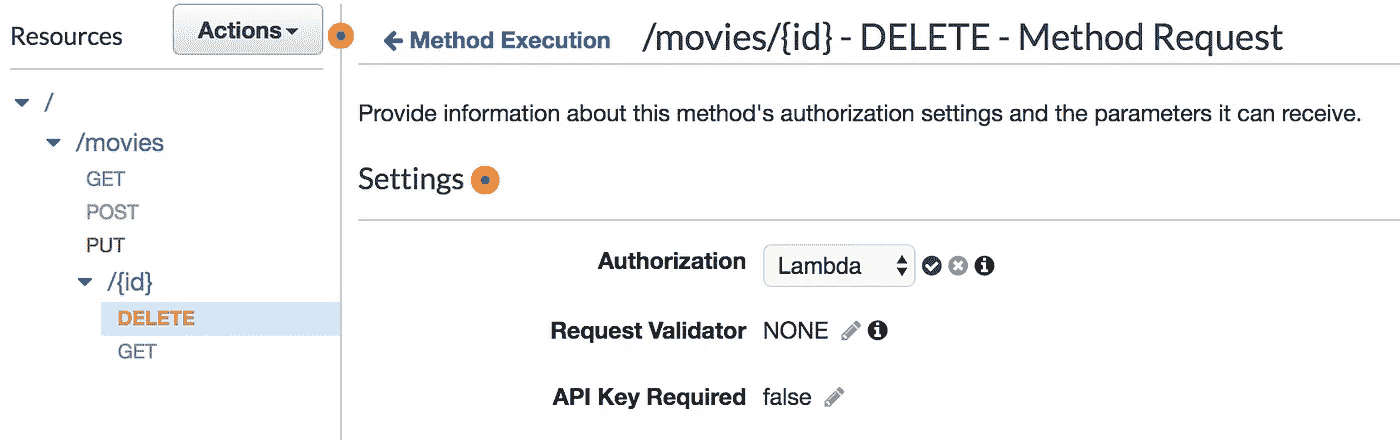 Resources
Actions
/
/movies
GET
POST
PUT
/{id}
DELETE
GET
Method Execution
/movies/{id} - DELETE - Method Request
Provide information about this method's authorization settings and the parameters it can receive.
Settings
Authorization Lambda
Request Validator NONE
API Key Required false